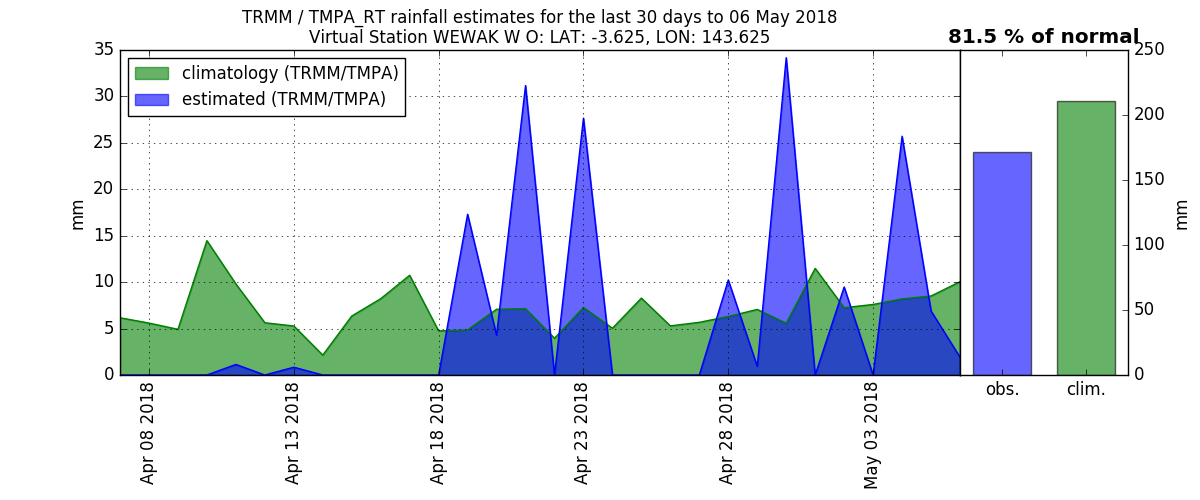 TRMM / TMPA_RT rainfall estimates for the last 30 days to 06 May 2018
Virtual Station WEWAK W O: LAT: -3.625, LON: 143.625
81.5 % of normal
climatology (TRMM/TMPA)
estimated (TRMM/TMPA)
35
30
25
20
15
10
5
0
mm
Apr 08 2018
Apr 13 2018
Apr 18 2018
Apr 23 2018
Apr 28 2018
May 03 2018
obs.
clim.
250
200
150
100
50
0
mm